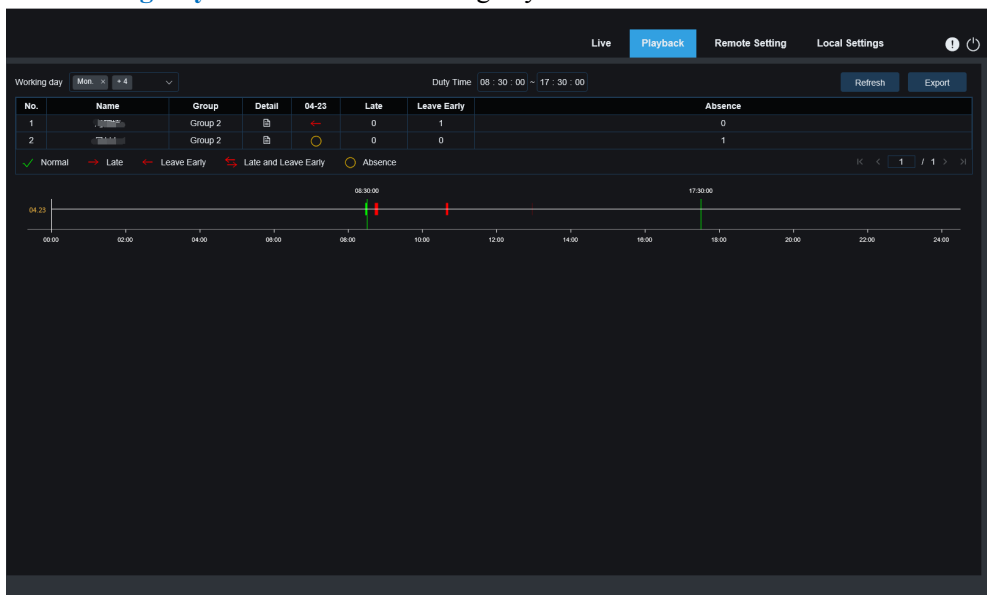 Live Playback Remote Setting Local Settings
Working day Mon. × + 4 Duty Time 08 : 30 : 00 ~ 17 : 30 : 00 Refresh Export
No. Name Group Detail 04-23 Late Leave Early Absence
1 Group 2 0 1 0
2 Group 2 0 0 1
Normal Late Leave Early Late and Leave Early Absence 1 / 1
08:30:00 17:30:00
04.23
00:00 02:00 04:00 06:00 08:00 10:00 12:00 14:00 16:00 18:00 20:00 22:00 24:00